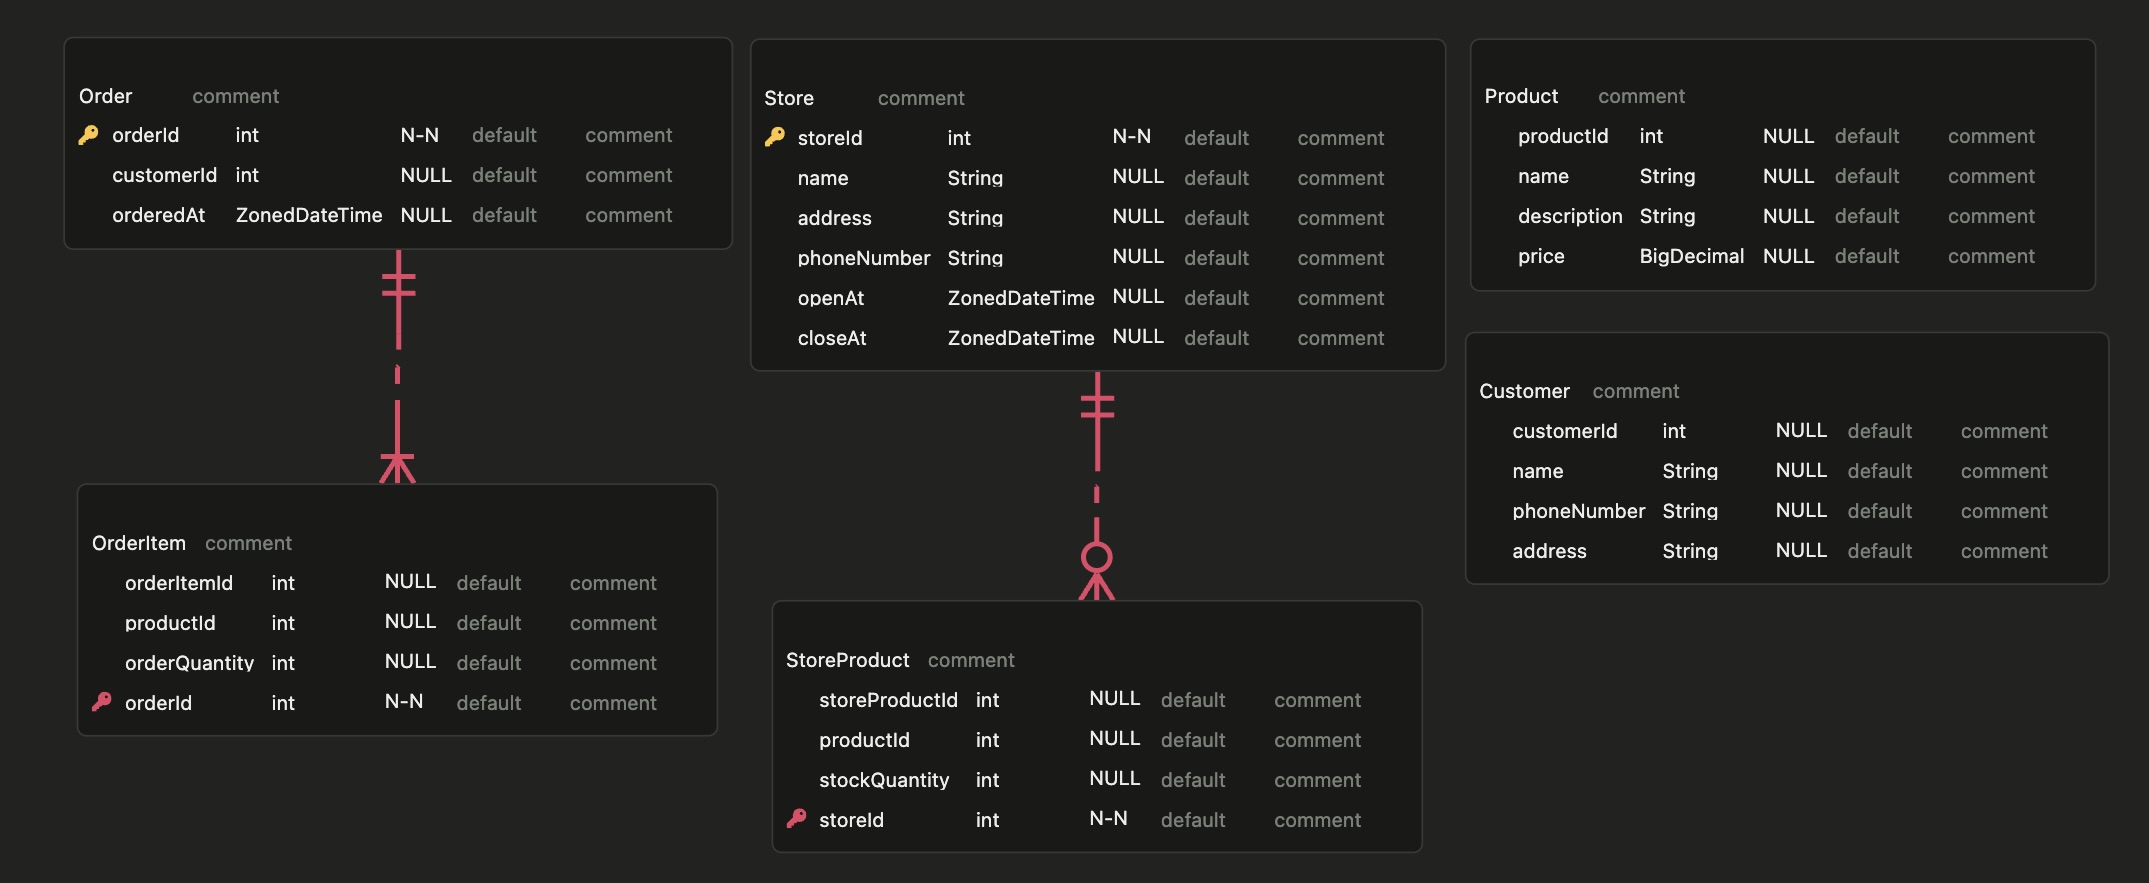 Order comment
orderId int N-N default comment
customerId int NULL default comment
orderedAt ZonedDateTime NULL default comment
Store comment
storeId int N-N default comment
name String NULL default comment
address String NULL default comment
phoneNumber String NULL default comment
openAt ZonedDateTime NULL default comment
closeAt ZonedDateTime NULL default comment
Product comment
productId int NULL default comment
name String NULL default comment
description String NULL default comment
price BigDecimal NULL default comment
Customer comment
customerId int NULL default comment
name String NULL default comment
phoneNumber String NULL default comment
address String NULL default comment
OrderItem comment
orderItemId int NULL default comment
productId int NULL default comment
orderQuantity int NULL default comment
orderId int N-N default comment
StoreProduct comment
storeProductId int NULL default comment
productId int NULL default comment
stockQuantity int NULL default comment
storeId int N-N default comment